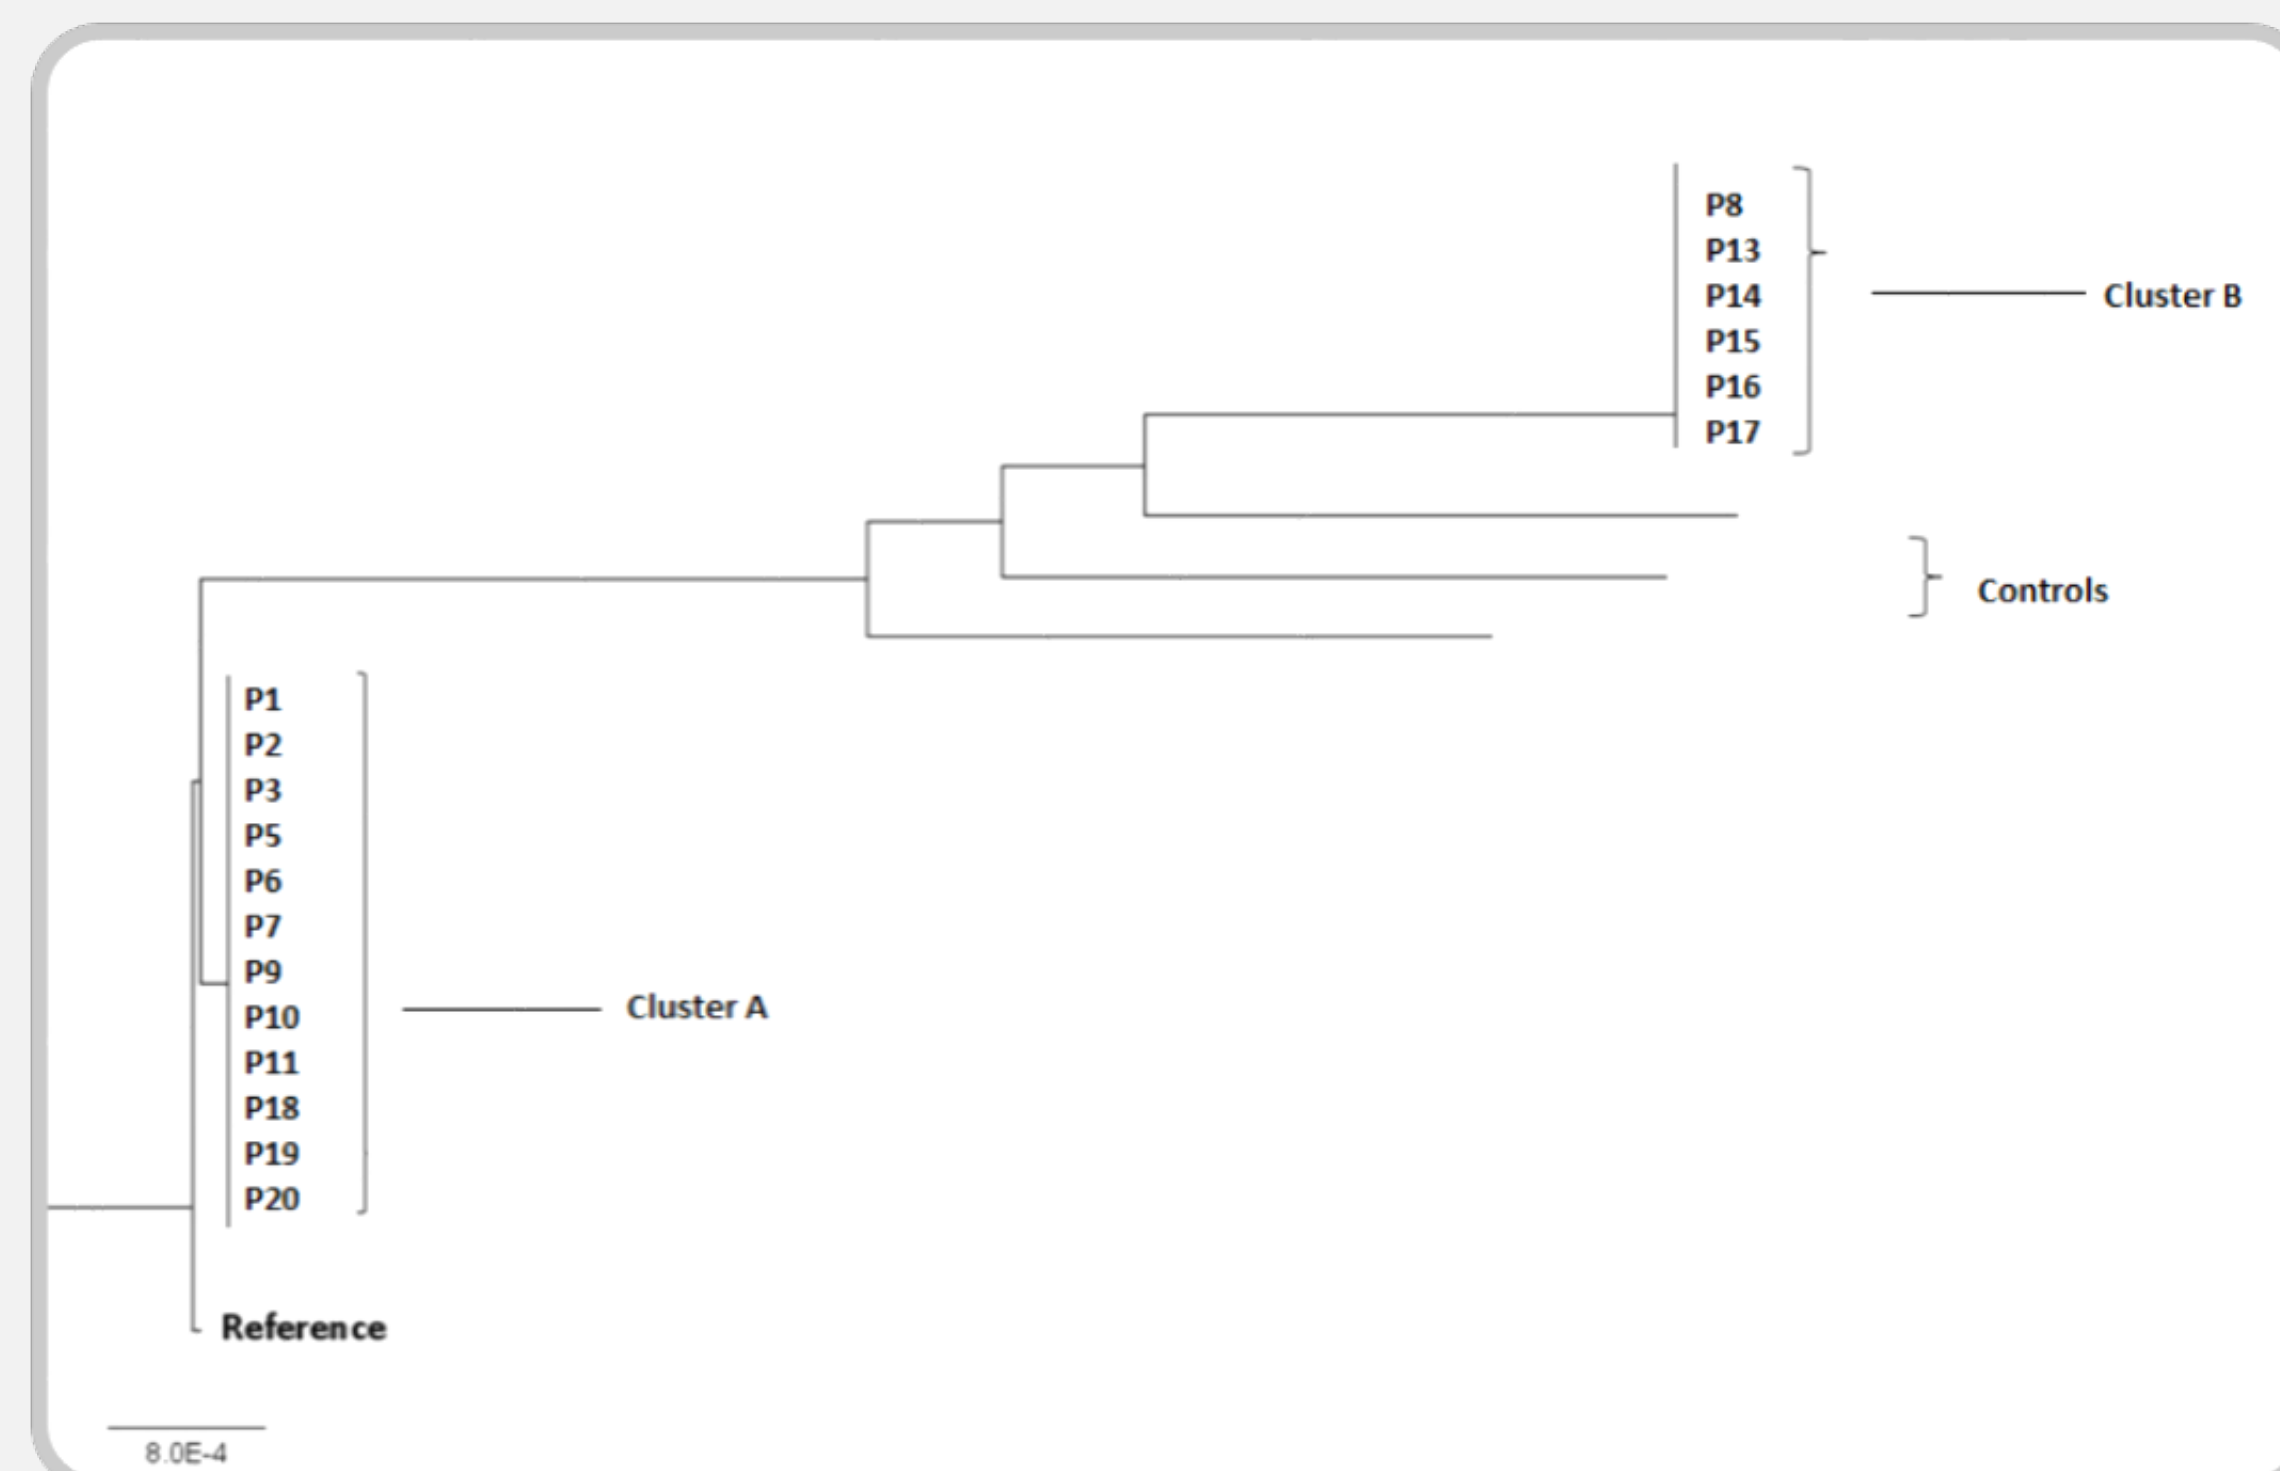 P8
P13
P14
P15
P16
P17
Cluster B
Controls
P1
P2
P3
P5
P6
P7
P9
P10
P11
P18
P19
P20
Cluster A
Reference
8.0E-4